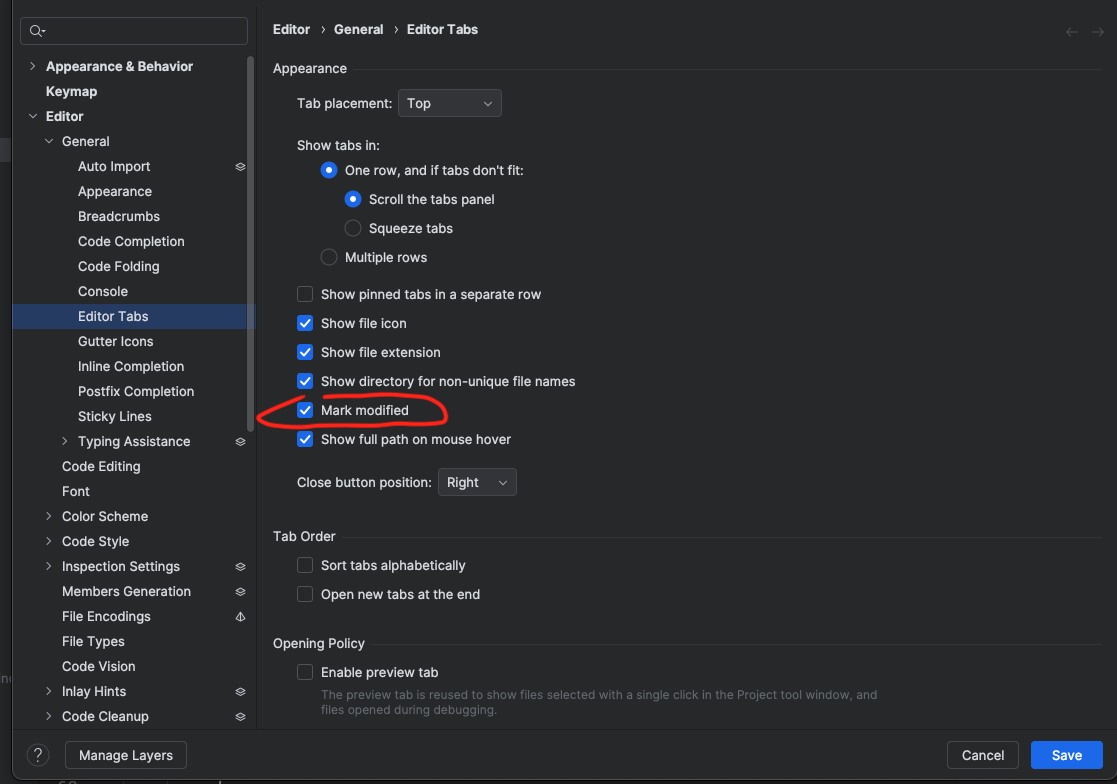 Editor › General › Editor Tabs
Appearance & Behavior
Keymap
Editor
General
Auto Import
Appearance
Breadcrumbs
Code Completion
Code Folding
Console
Editor Tabs
Gutter Icons
Inline Completion
Postfix Completion
Sticky Lines
Typing Assistance
Code Editing
Font
Color Scheme
Code Style
Inspection Settings
Members Generation
File Encodings
File Types
Code Vision
Inlay Hints
Code Cleanup
Appearance
Tab placement: Top
Show tabs in:
One row, and if tabs don't fit:
Scroll the tabs panel
Squeeze tabs
Multiple rows
Show pinned tabs in a separate row
Show file icon
Show file extension
Show directory for non-unique file names
Mark modified
Show full path on mouse hover
Close button position: Right
Tab Order
Sort tabs alphabetically
Open new tabs at the end
Opening Policy
Enable preview tab
The preview tab is reused to show files selected with a single click in the Project tool window, and
files opened during debugging.
? Manage Layers Cancel Save